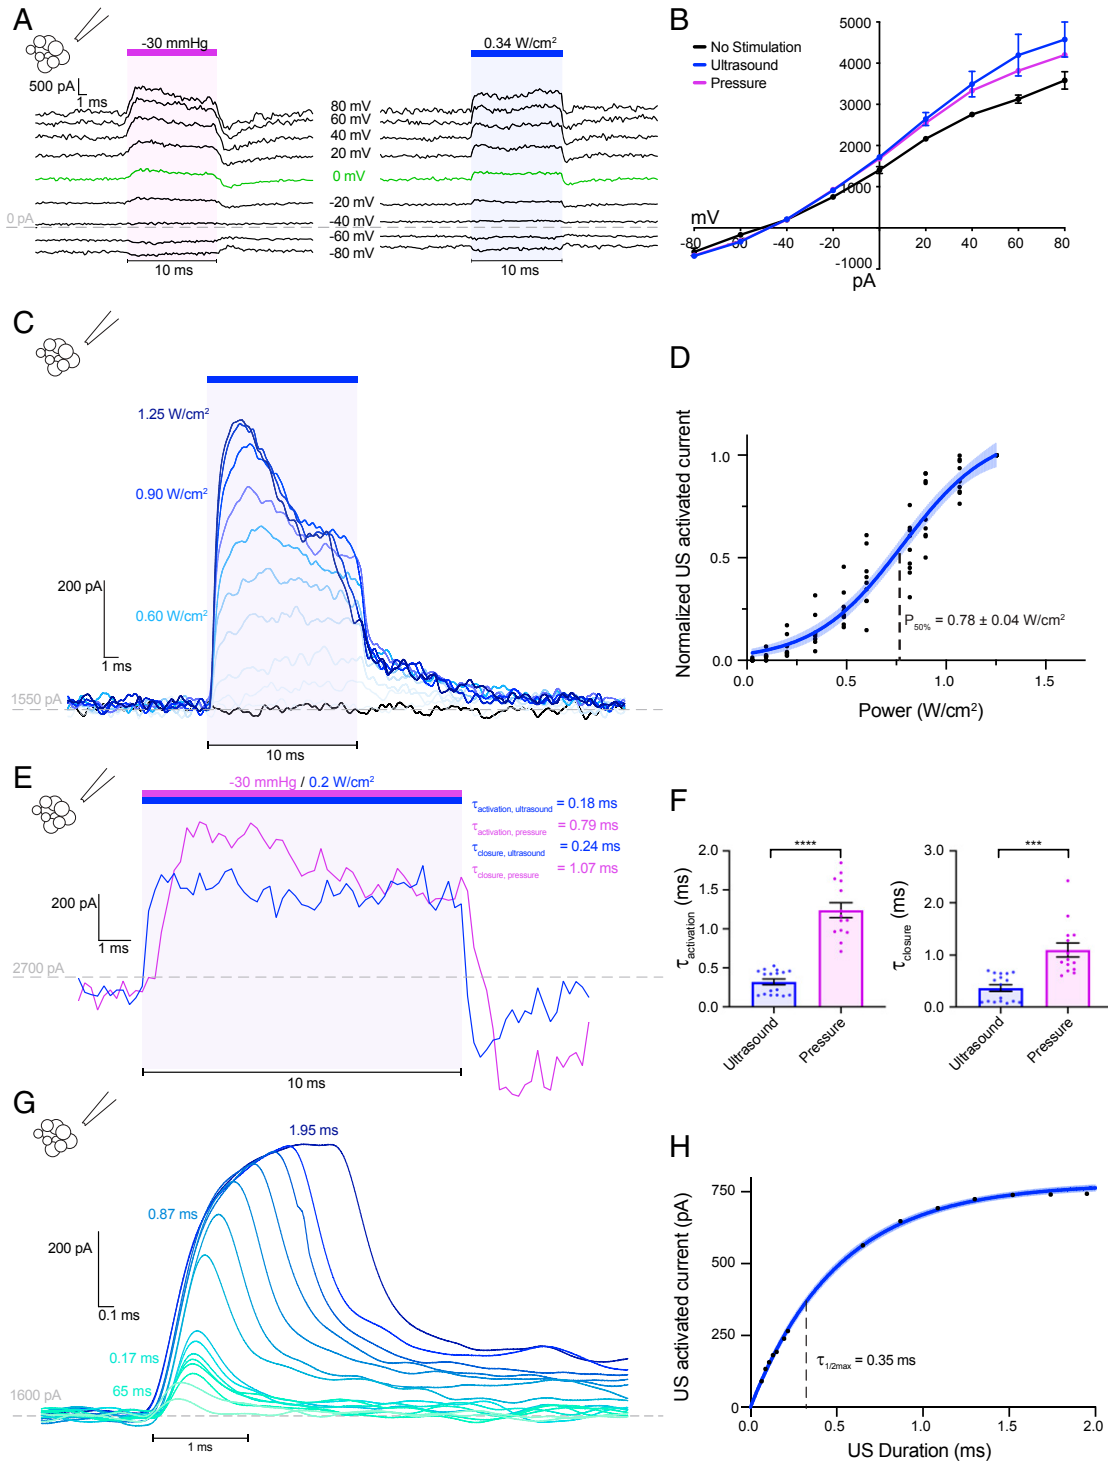 A
-30 mmHg
0.34 W/cm²
500 pA
1 ms
80 mV
60 mV
40 mV
20 mV
0 mV
-20 mV
-40 mV
-60 mV
-80 mV
0 pA
10 ms
10 ms
B
No Stimulation
Ultrasound
Pressure
5000
4000
3000
2000
1000
-1000
mV
-80
-60
-40
-20
20
40
60
80
pA
C
1.25 W/cm²
0.90 W/cm²
0.60 W/cm²
200 pA
1 ms
1550 pA
10 ms
D
Normalized US activated current
1.0
0.5
0.0
0.0
0.5
1.0
1.5
P50% = 0.78 ± 0.04 W/cm²
Power (W/cm²)
E
-30 mmHg / 0.2 W/cm²
τactivation, ultrasound = 0.18 ms
τactivation, pressure = 0.79 ms
τclosure, ultrasound = 0.24 ms
τclosure, pressure = 1.07 ms
200 pA
1 ms
2700 pA
10 ms
F
τactivation (ms)
2.0
1.5
1.0
0.5
0.0
****
Ultrasound
Pressure
τclosure (ms)
3.0
2.0
1.0
0.0
***
Ultrasound
Pressure
G
1.95 ms
0.87 ms
200 pA
0.1 ms
0.17 ms
65 ms
1600 pA
1 ms
H
US activated current (pA)
750
500
250
0
τ1/2max = 0.35 ms
0.0
0.5
1.0
1.5
2.0
US Duration (ms)